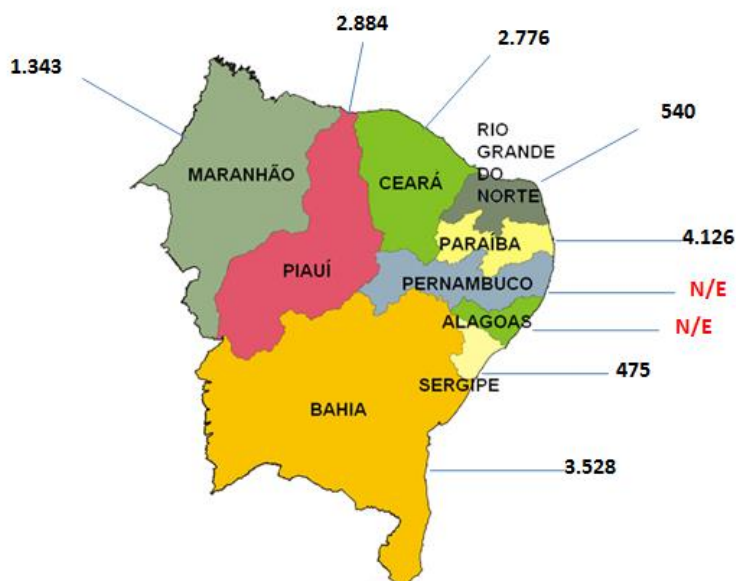 2.884
2.776
1.343
540
RIO
GRANDE
DO
NORTE
MARANHÃO
CEARÁ
PARAÍBA
4.126
PIAUÍ
PERNAMBUCO
N/E
ALAGOAS
N/E
475
SERGIPE
BAHIA
3.528